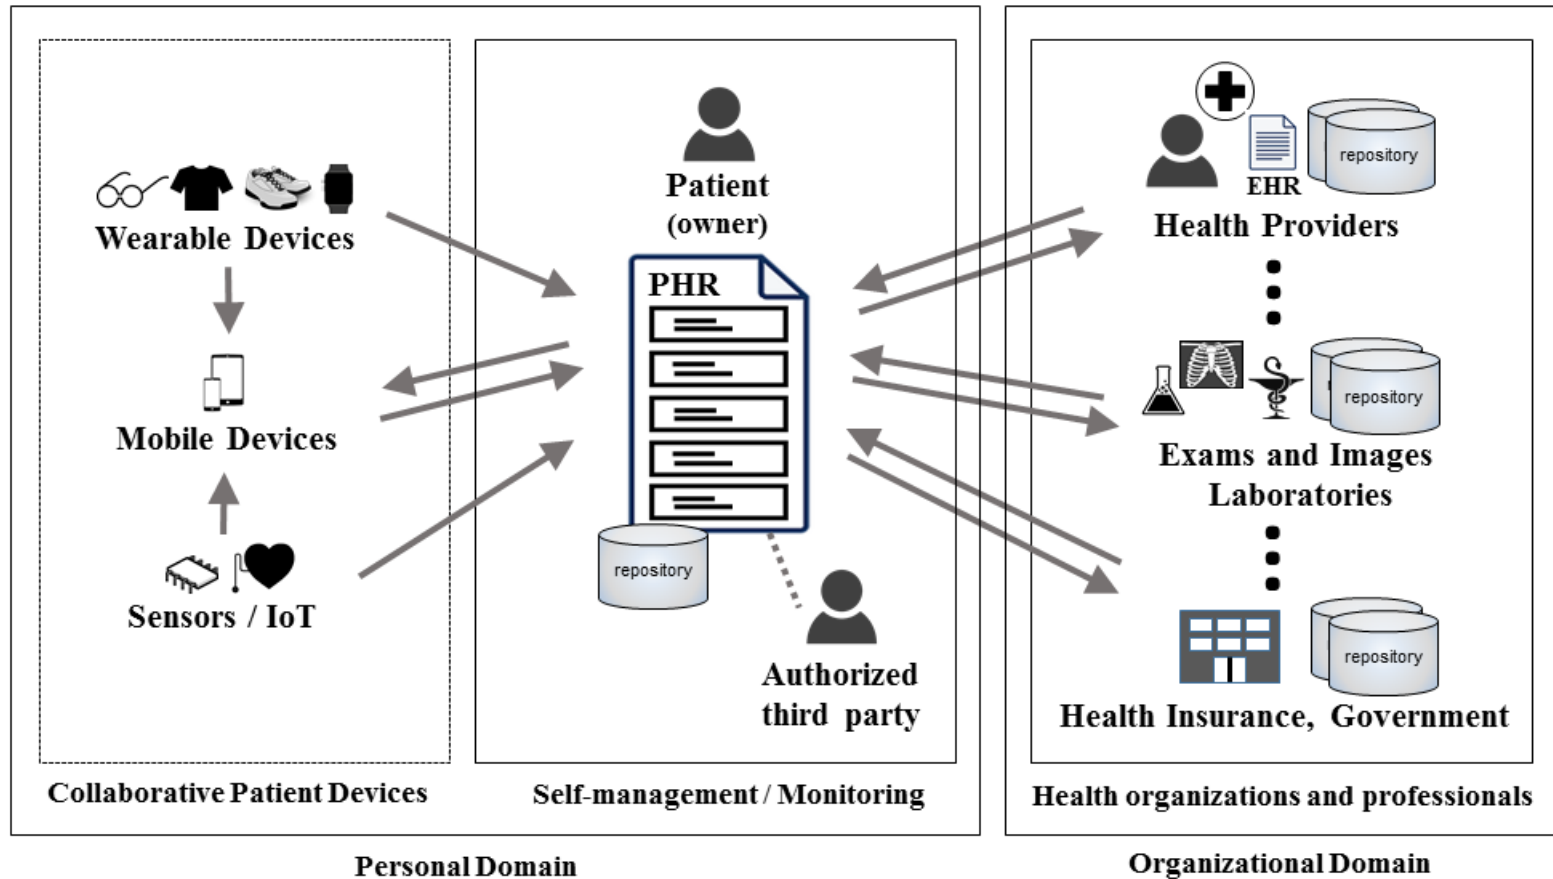 Wearable Devices
Mobile Devices
Sensors / IoT
Collaborative Patient Devices
Patient
(owner)
PHR
repository
Authorized
third party
Self-management / Monitoring
Personal Domain
EHR
repository
Health Providers
repository
Exams and Images
Laboratories
repository
Health Insurance, Government
Health organizations and professionals
Organizational Domain